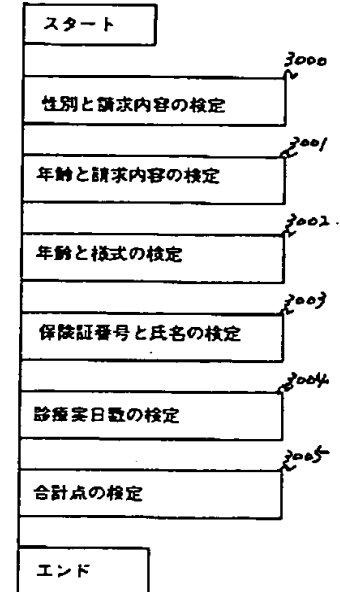 スタート
3000
性別と請求内容の検定
3001
年齢と請求内容の検定
3002
年齢と様式の検定
3003
保険証番号と氏名の検定
3004
診療実日数の検定
3005
合計点の検定
エンド